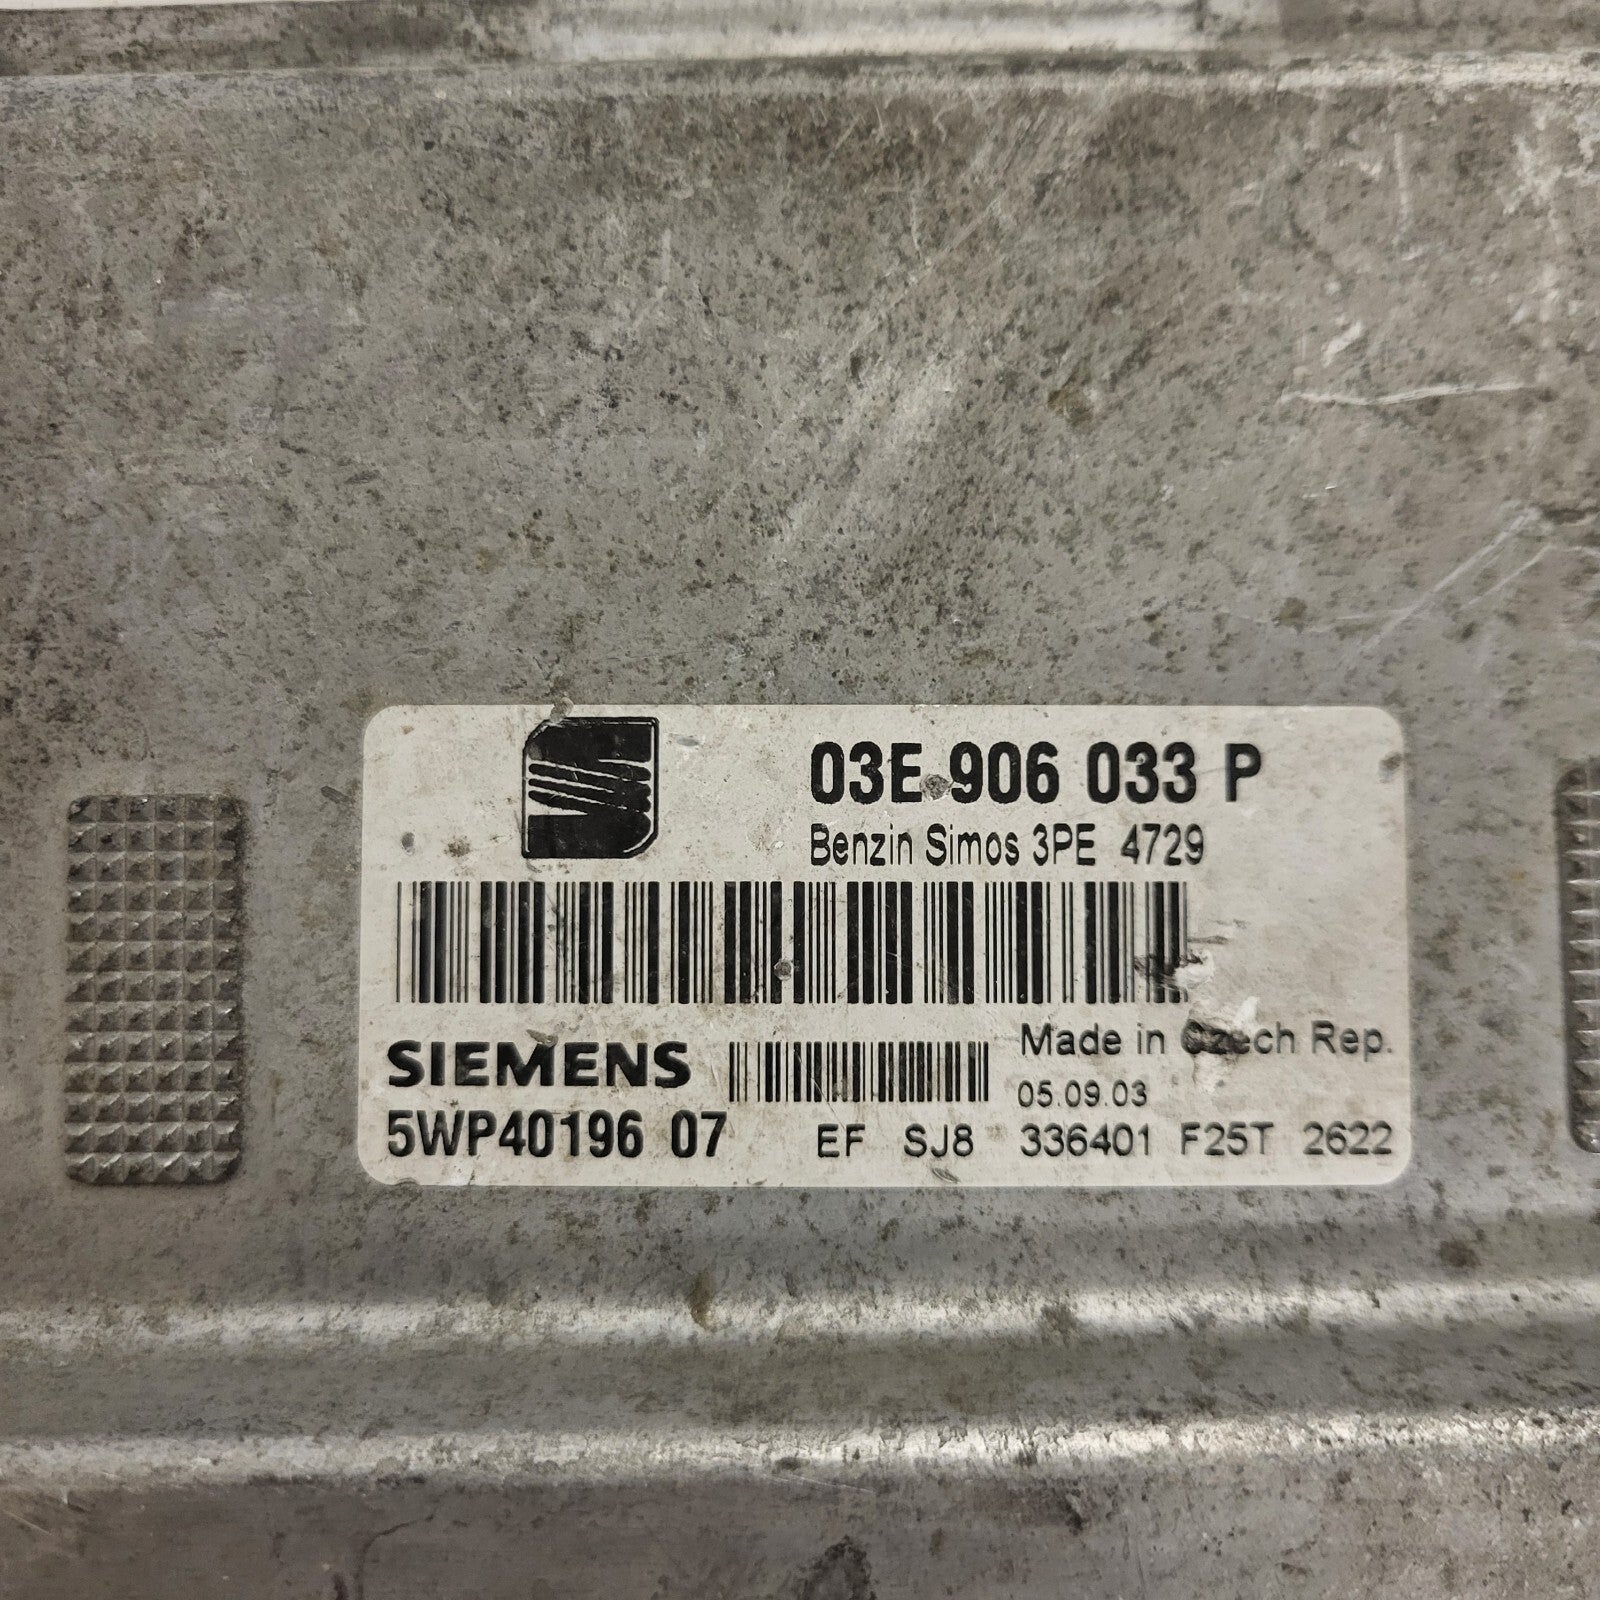 03E 906 033 P
Benzin Simos 3PE 4729
SIEMENS
Made in Czech Rep.
05.09.03
5WP40196 07
EF SJ8 336401 F25T 2622